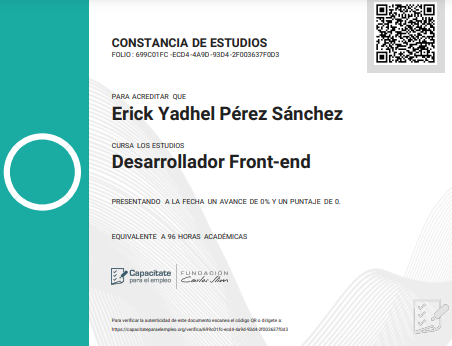 CONSTANCIA DE ESTUDIOS
FOLIO: 699C01FC-ECD4-4A9D-93D4-2F003637F0D3
PARA ACREDITAR QUE
Erick Yadhel Pérez Sánchez
CURSA LOS ESTUDIOS
Desarrollador Front-end
PRESENTANDO A LA FECHA UN AVANCE DE 0% Y UN PUNTAJE DE 0.
EQUIVALENTE A 96 HORAS ACADÉMICAS
Capacítate
para el empleo
FUNDACIÓN
Carlos Slim
Para verificar la autenticidad de este documento escanea el código QR o dirígete a:
https://capacitateparaelempleo.org/verifica/699c01fc-ecd4-4a9d-93d4-2f003637f0d3